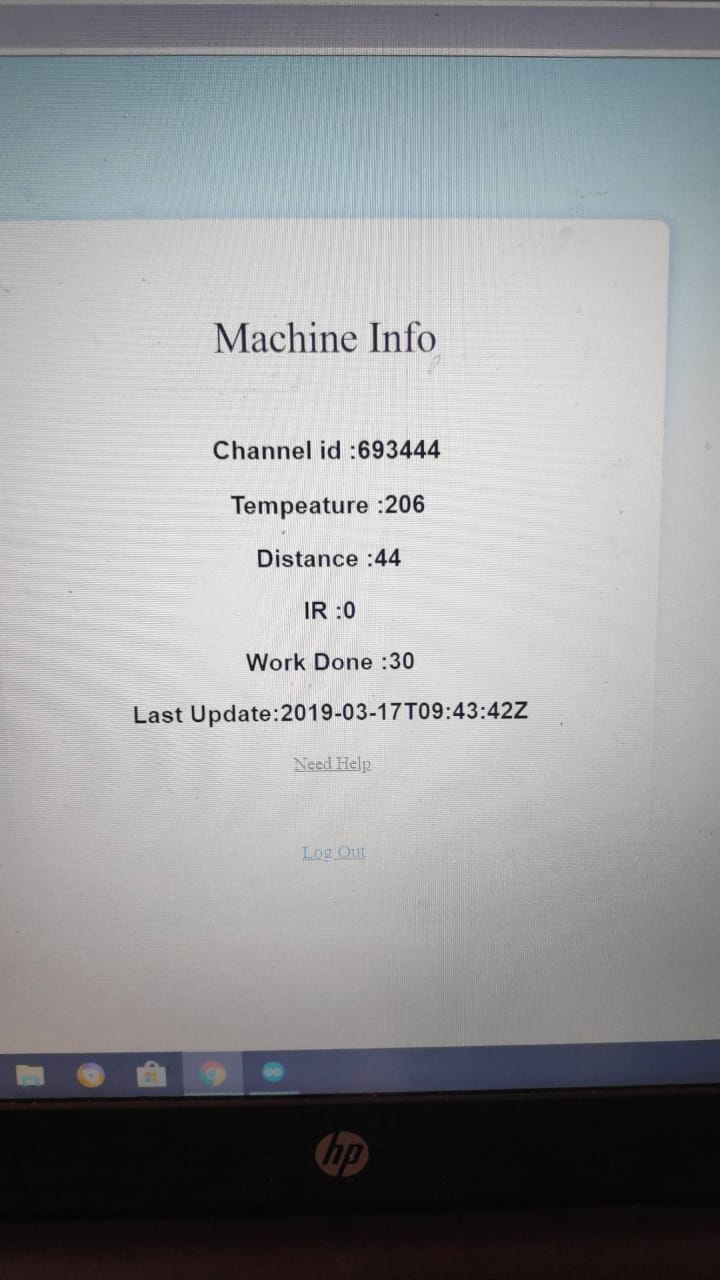 Machine Info
Channel id :693444
Tempeature :206
Distance :44
IR :0
Work Done :30
Last Update:2019-03-17T09:43:42Z
Need Help
Log Out
hp